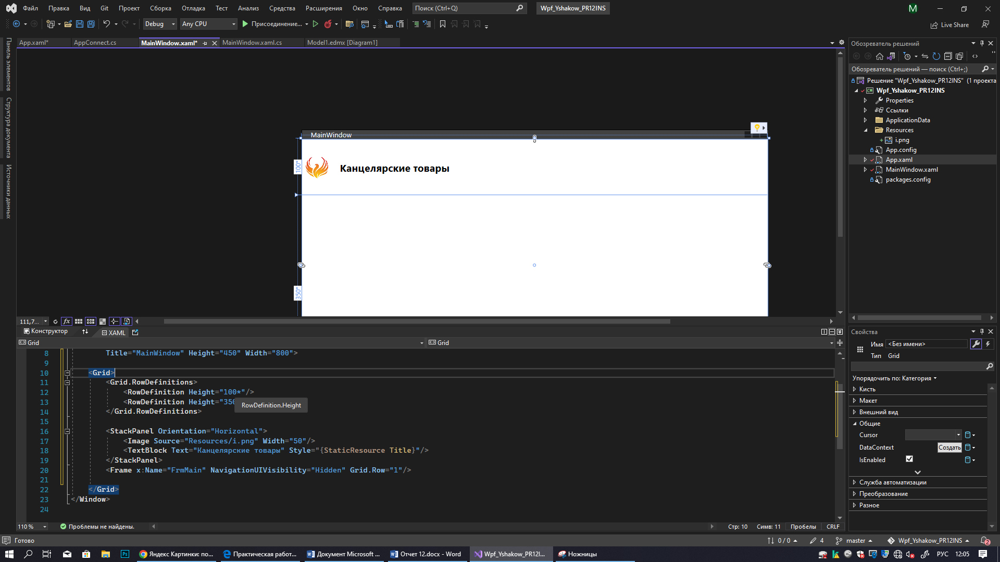 Файл Правка Вид Git Проект Сборка Отладка Тест Анализ Средства Расширения Окно Справка Поиск (Ctrl+Q) Wpf_Yshakow_PR12INS M
Debug Any CPU Присоединение... Live Share
App.xaml* AppConnect.cs MainWindow.xaml* MainWindow.xaml.cs Model1.edmx [Diagram1]
Панель элементов
Структура документа
Источники данных
MainWindow
100*
Канцелярские товары
350*
111,7...
Конструктор XAML
Grid Grid
8 Title="MainWindow" Height="450" Width="800">
9
10 <Grid>
11 <Grid.RowDefinitions>
12 <RowDefinition Height="100*"/>
13 <RowDefinition Height="350
RowDefinition.Height
14 </Grid.RowDefinitions>
15
16 <StackPanel Orientation="Horizontal">
17 <Image Source="Resources/i.png" Width="50"/>
18 <TextBlock Text="Канцелярские товары" Style="{StaticResource Title}"/>
19 </StackPanel>
20 <Frame x:Name="FrmMain" NavigationUIVisibility="Hidden" Grid.Row="1"/>
21
22 </Grid>
23 </Window>
24
110 % Проблемы не найдены. Стр: 10 Симв: 11 Пробелы CRLF
Обозреватель решений
Обозреватель решений — поиск (Ctrl+;)
Решение "Wpf_Yshakow_PR12INS" (1 проекта
Wpf_Yshakow_PR12INS
Properties
Ссылки
ApplicationData
Resources
i.png
App.config
App.xaml
MainWindow.xaml
packages.config
Свойства
Имя <Без имени>
Тип Grid
Упорядочить по: Категория
Кисть
Макет
Внешний вид
Общие
Cursor
DataContext Создать
IsEnabled
Служба автоматизации
Преобразование
Разное
Готово 0 / 0 4 master Wpf_Yshakow_PR12INS 2
Яндекс Картинки: по... Практическая работ... Документ Microsoft ... Отчет 12.docx - Word Wpf_Yshakow_PR12I... Ножницы РУС 12:05